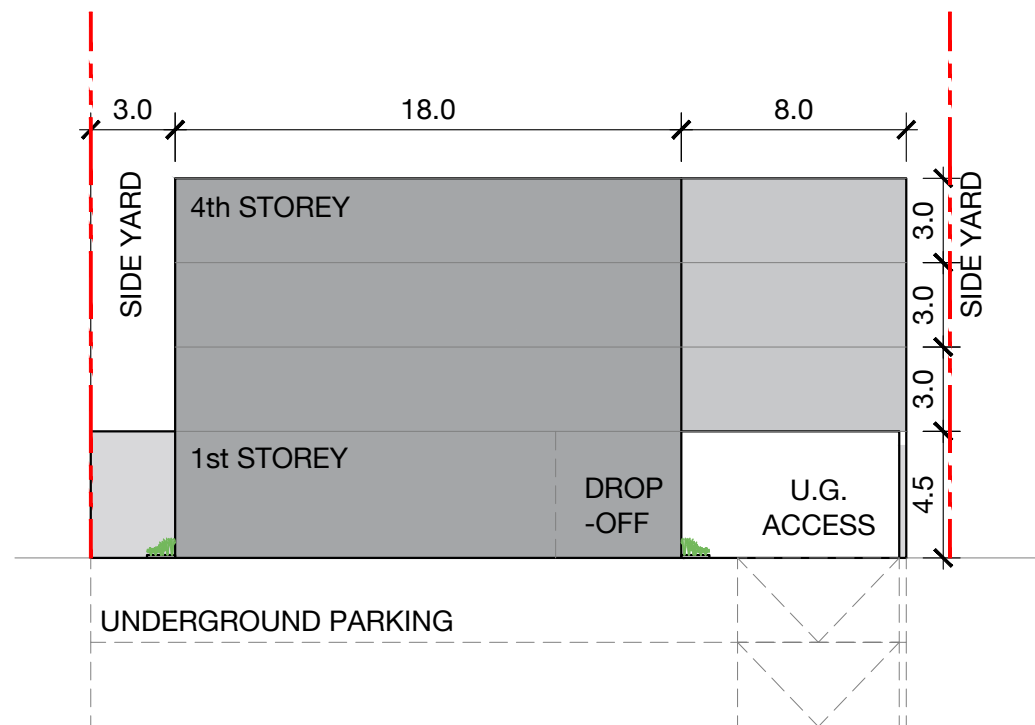 3.0
18.0
8.0
SIDE YARD
4th STOREY
3.0
SIDE YARD
3.0
3.0
1st STOREY
4.5
DROP
-OFF
U.G.
ACCESS
UNDERGROUND PARKING